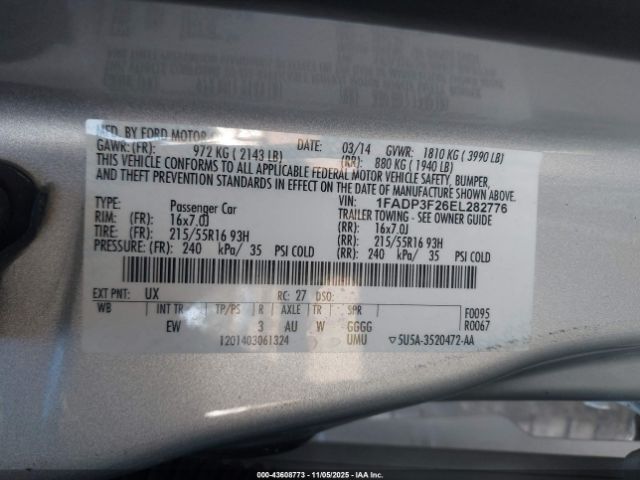 MFD. BY FORD MOTOR
03/14 GVWR: 1810 KG ( 3990 LB)
GAWR: (FR): 972 KG ( 2143 LB) (RR): 880 KG ( 1940 LB)
THIS VEHICLE CONFORMS TO ALL APPLICABLE FEDERAL MOTOR VEHICLE SAFETY, BUMPER,
AND THEFT PREVENTION STANDARDS IN EFFECT ON THE DATE OF MANUFACTURE SHOWN ABOVE.
VIN: 1FADP3F26EL282776
TYPE: Passenger Car TRAILER TOWING - SEE OWNER GUIDE
RIM: (FR): 16x7.0J (RR): 16x7.0J
TIRE: (FR): 215/55R16 93H (RR): 215/55R16 93H
PRESSURE: (FR): 240 kPa/ 35 PSI COLD (RR): 240 kPa/ 35 PSI COLD
EXT PNT: UX RC: 27 DSO:
WB INT TR TP/PS R AXLE TR SPR F0095
EW 3 AU W GGGG R0067
1201403061324 UMU 5U5A-3520472-AA
000-43608773 - 11/05/2025 - IAA Inc.